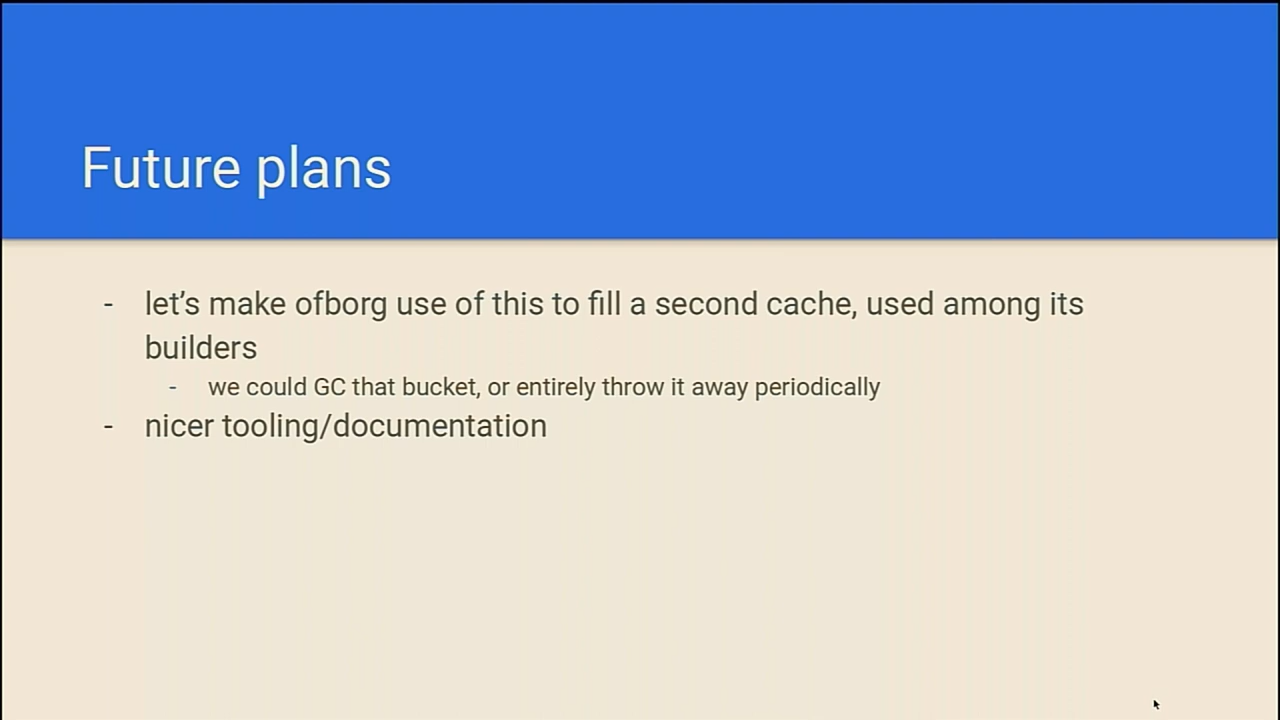 Future plans
- let’s make ofborg use of this to fill a second cache, used among its
builders
- we could GC that bucket, or entirely throw it away periodically
- nicer tooling/documentation